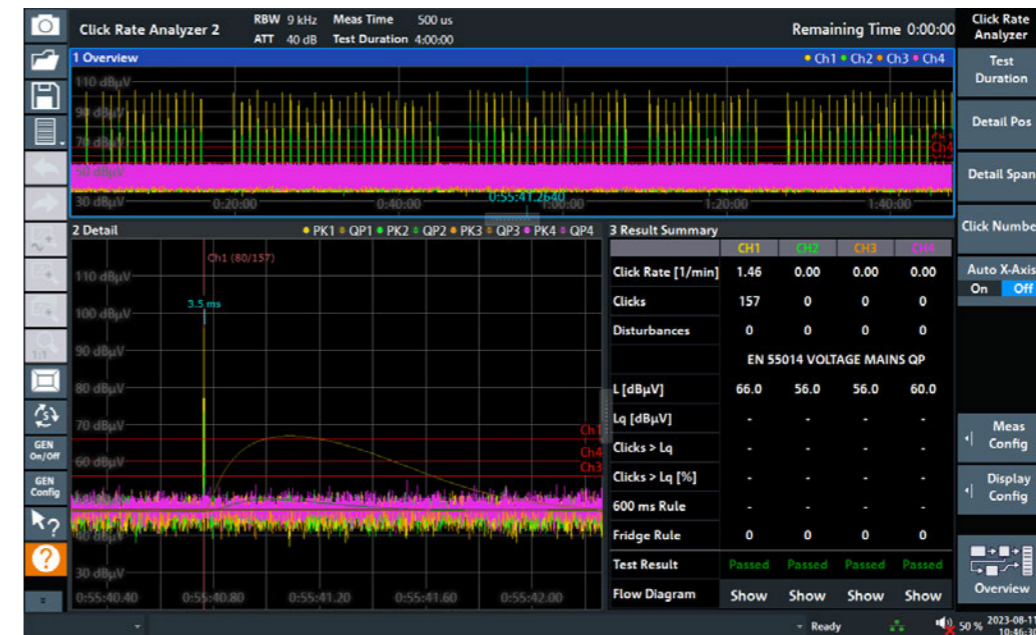 Click Rate Analyzer 2
RBW 9 kHz Meas Time 500 us
ATT 40 dB Test Duration 4:00:00
Remaining Time 0:00:00
Click Rate
Analyzer
1 Overview
Ch1 Ch2 Ch3 Ch4
110 dBµV
90 dBµV
70 dBµV
50 dBµV
30 dBµV
Ch4
0:20:00 0:40:00 0:55:41.2640 1:00:00 1:20:00 1:40:00
2 Detail
PK1 QP1 PK2 QP2 PK3 QP3 PK4 QP4
Ch1 (80/157)
3.5 ms
110 dBµV
100 dBµV
90 dBµV
80 dBµV
70 dBµV
60 dBµV
40 dBµV
30 dBµV
Ch1
Ch4
Ch3
0:55:40.40 0:55:40.80 0:55:41.20 0:55:41.60 0:55:42.00
3 Result Summary
CH1 CH2 CH3 CH4
Click Rate [1/min] 1.46 0.00 0.00 0.00
Clicks 157 0 0 0
Disturbances 0 0 0 0
EN 55014 VOLTAGE MAINS QP
L [dBµV] 66.0 56.0 56.0 60.0
Lq [dBµV] - - - -
Clicks > Lq - - - -
Clicks > Lq [%] - - - -
600 ms Rule - - - -
Fridge Rule 0 0 0 0
Test Result Passed Passed Passed Passed
Flow Diagram Show Show Show Show
Test
Duration
Detail Pos
Detail Span
Click Numbe
Auto X-Axis
On Off
Meas
Config
Display
Config
Overview
1:1
GEN
On/Off
GEN
Config
Ready
50 %
2023-08-1
10:46:3